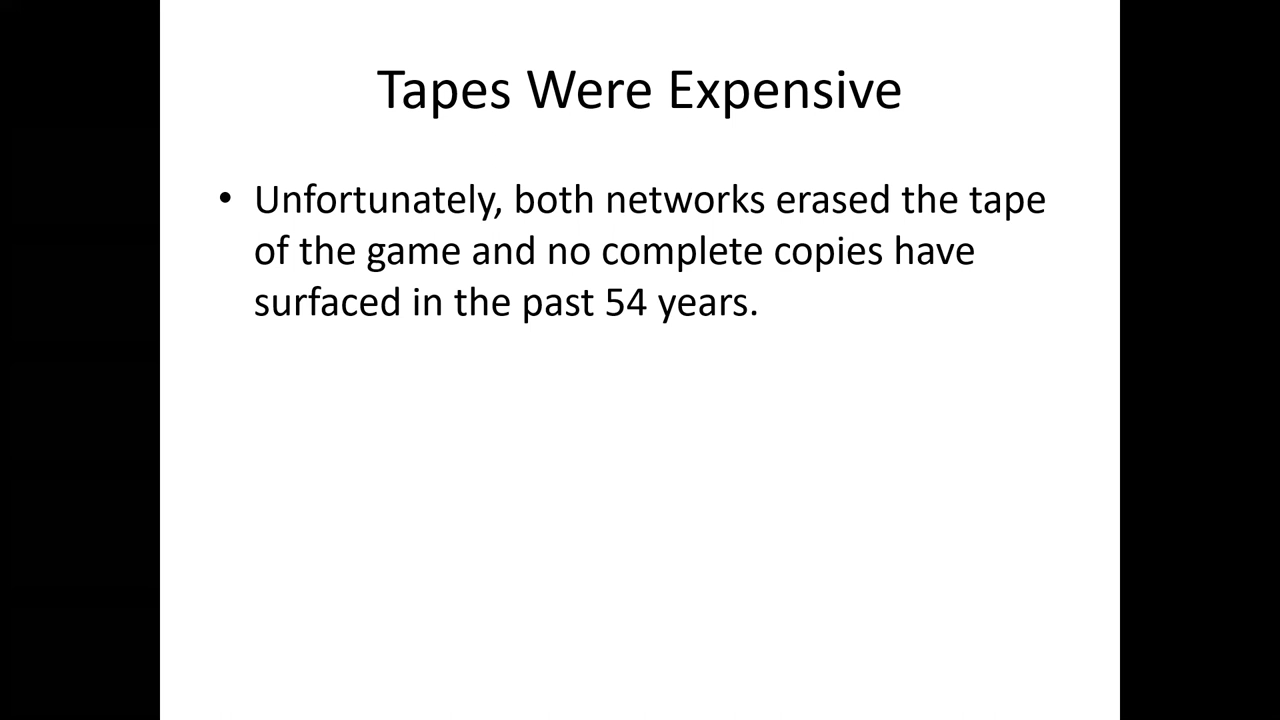 Tapes Were Expensive
• Unfortunately, both networks erased the tape
of the game and no complete copies have
surfaced in the past 54 years.